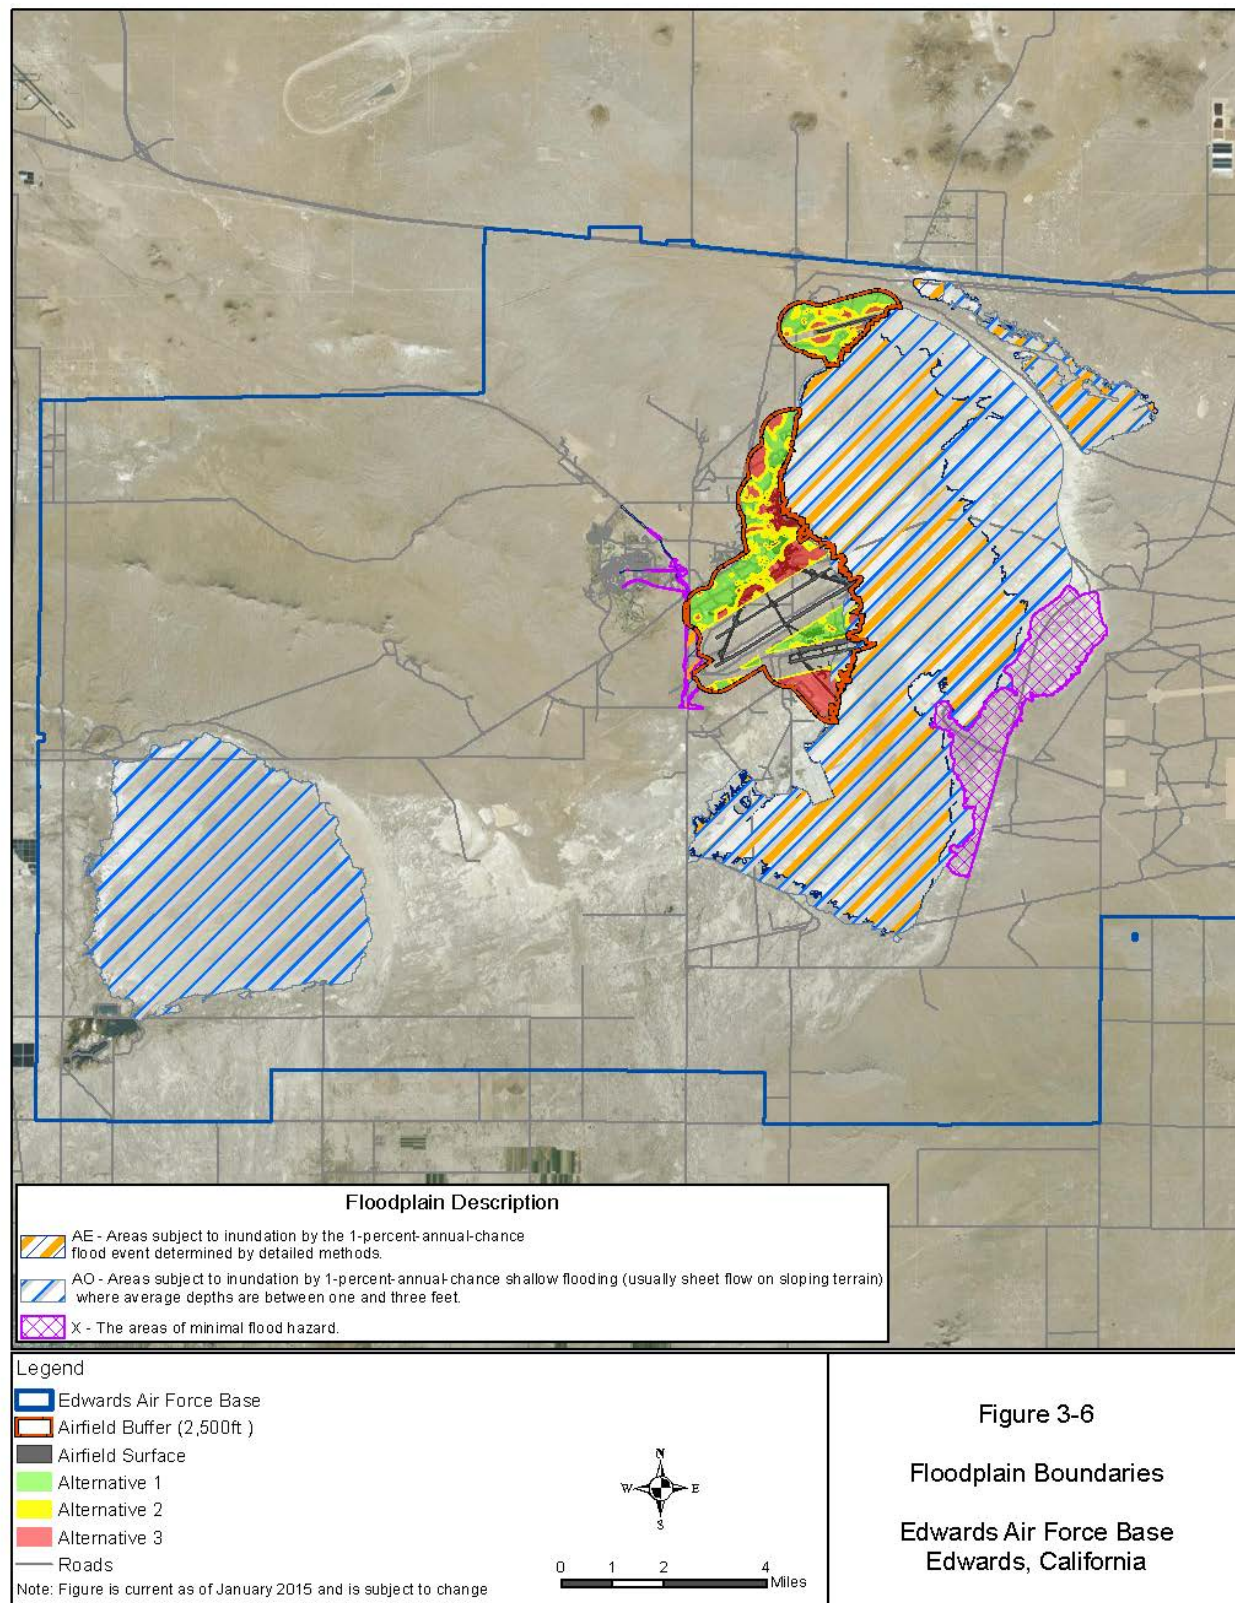 Floodplain Description
AE - Areas subject to inundation by the 1-percent-annual-chance
flood event determined by detailed methods.
AO - Areas subject to inundation by 1-percent-annual-chance shallow flooding (usually sheet flow on sloping terrain)
where average depths are between one and three feet.
X - The areas of minimal flood hazard.
Legend
Edwards Air Force Base
Airfield Buffer (2,500ft )
Airfield Surface
Alternative 1
Alternative 2
Alternative 3
Roads
Note: Figure is current as of January 2015 and is subject to change
N
W E
S
0 1 2 4
Miles
Figure 3-6
Floodplain Boundaries
Edwards Air Force Base
Edwards, California